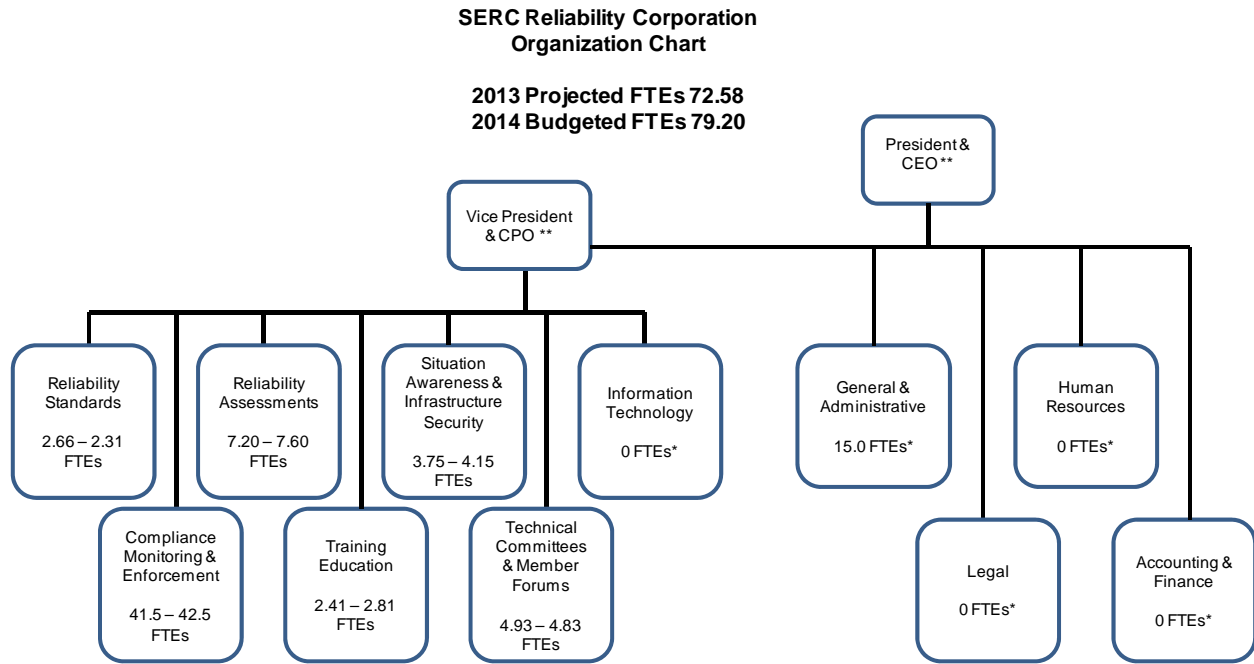 SERC Reliability Corporation
Organization Chart
2013 Projected FTEs 72.58
2014 Budgeted FTEs 79.20
President &
CEO **
Vice President
& CPO **
Reliability
Standards
2.66 – 2.31
FTEs
Reliability
Assessments
7.20 – 7.60
FTEs
Situation
Awareness &
Infrastructure
Security
3.75 – 4.15
FTEs
Information
Technology
0 FTEs*
General &
Administrative
15.0 FTEs*
Human
Resources
0 FTEs*
Compliance
Monitoring &
Enforcement
41.5 – 42.5
FTEs
Training
Education
2.41 – 2.81
FTEs
Technical
Committees
& Member
Forums
4.93 – 4.83
FTEs
Legal
0 FTEs*
Accounting &
Finance
0 FTEs*